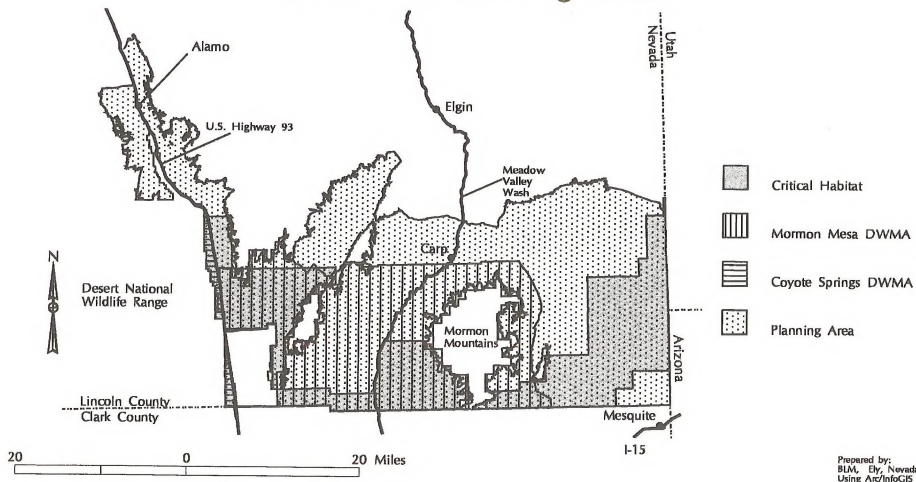 Alamo
Utah
Nevada
Elgin
U.S. Highway 93
Meadow
Valley
Wash
Critical Habitat
Mormon Mesa DWMA
Carp
N
Desert National
Wildlife Range
Coyote Springs DWMA
Mormon
Mountains
Planning Area
Arizona
Lincoln County
Clark County
Mesquite
I-15
20 0 20 Miles
Prepared by:
BLM, Ely, Nevada
Using Arc/InfoGIS